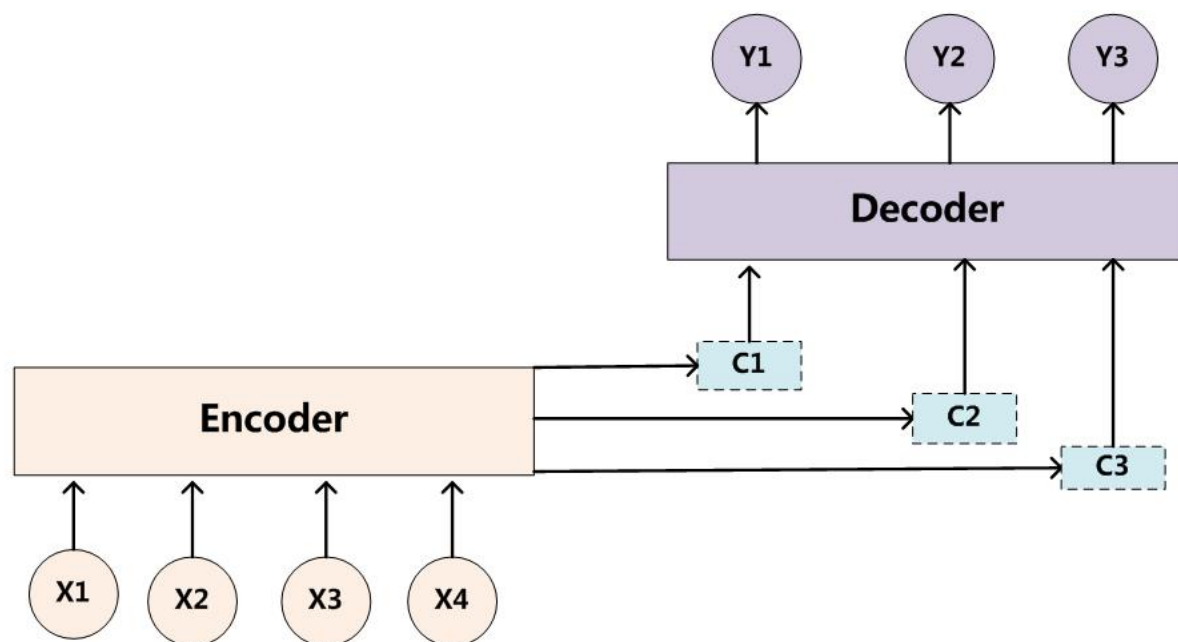 Y1 Y2 Y3
Decoder
C1
Encoder
C2
C3
X1 X2 X3 X4